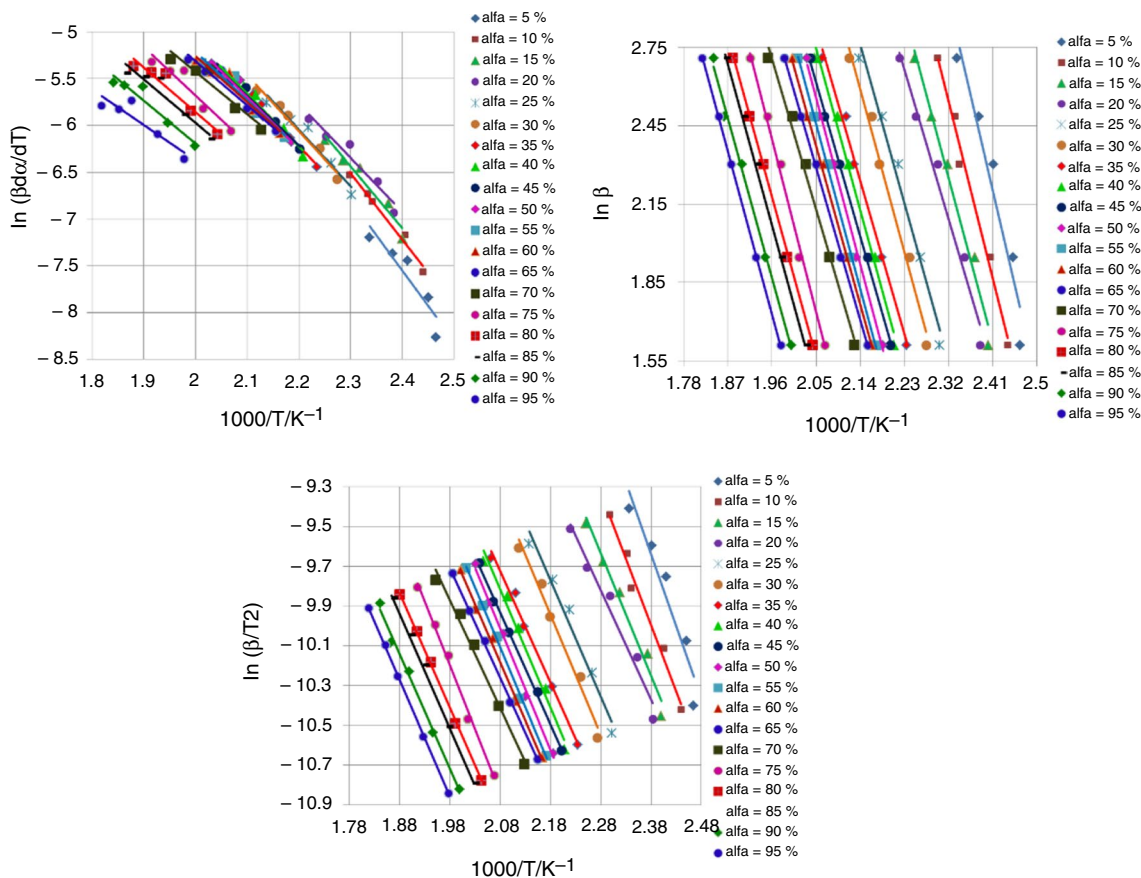 ln (βdα/dT)
− 5
− 5.5
− 6
− 6.5
− 7
− 7.5
− 8
− 8.5
1.8 1.9 2 2.1 2.2 2.3 2.4 2.5
1000/T/K–1
alfa = 5 %
alfa = 10 %
alfa = 15 %
alfa = 20 %
alfa = 25 %
alfa = 30 %
alfa = 35 %
alfa = 40 %
alfa = 45 %
alfa = 50 %
alfa = 55 %
alfa = 60 %
alfa = 65 %
alfa = 70 %
alfa = 75 %
alfa = 80 %
alfa = 85 %
alfa = 90 %
alfa = 95 %
ln β
2.75
2.45
2.15
1.85
1.55
1.78 1.87 1.96 2.05 2.14 2.23 2.32 2.41 2.5
1000/T/K–1
alfa = 5 %
alfa = 10 %
alfa = 15 %
alfa = 20 %
alfa = 25 %
alfa = 30 %
alfa = 35 %
alfa = 40 %
alfa = 45 %
alfa = 50 %
alfa = 55 %
alfa = 60 %
alfa = 65 %
alfa = 70 %
alfa = 75 %
alfa = 80 %
alfa = 85 %
alfa = 90 %
alfa = 95 %
ln (β/T2)
− 9.3
− 9.5
− 9.7
− 9.9
− 10.1
− 10.3
− 10.5
− 10.7
− 10.9
1.78 1.88 1.98 2.08 2.18 2.28 2.38 2.48
1000/T/K–1
alfa = 5 %
alfa = 10 %
alfa = 15 %
alfa = 20 %
alfa = 25 %
alfa = 30 %
alfa = 35 %
alfa = 40 %
alfa = 45 %
alfa = 50 %
alfa = 55 %
alfa = 60 %
alfa = 65 %
alfa = 70 %
alfa = 75 %
alfa = 80 %
alfa = 85 %
alfa = 90 %
alfa = 95 %